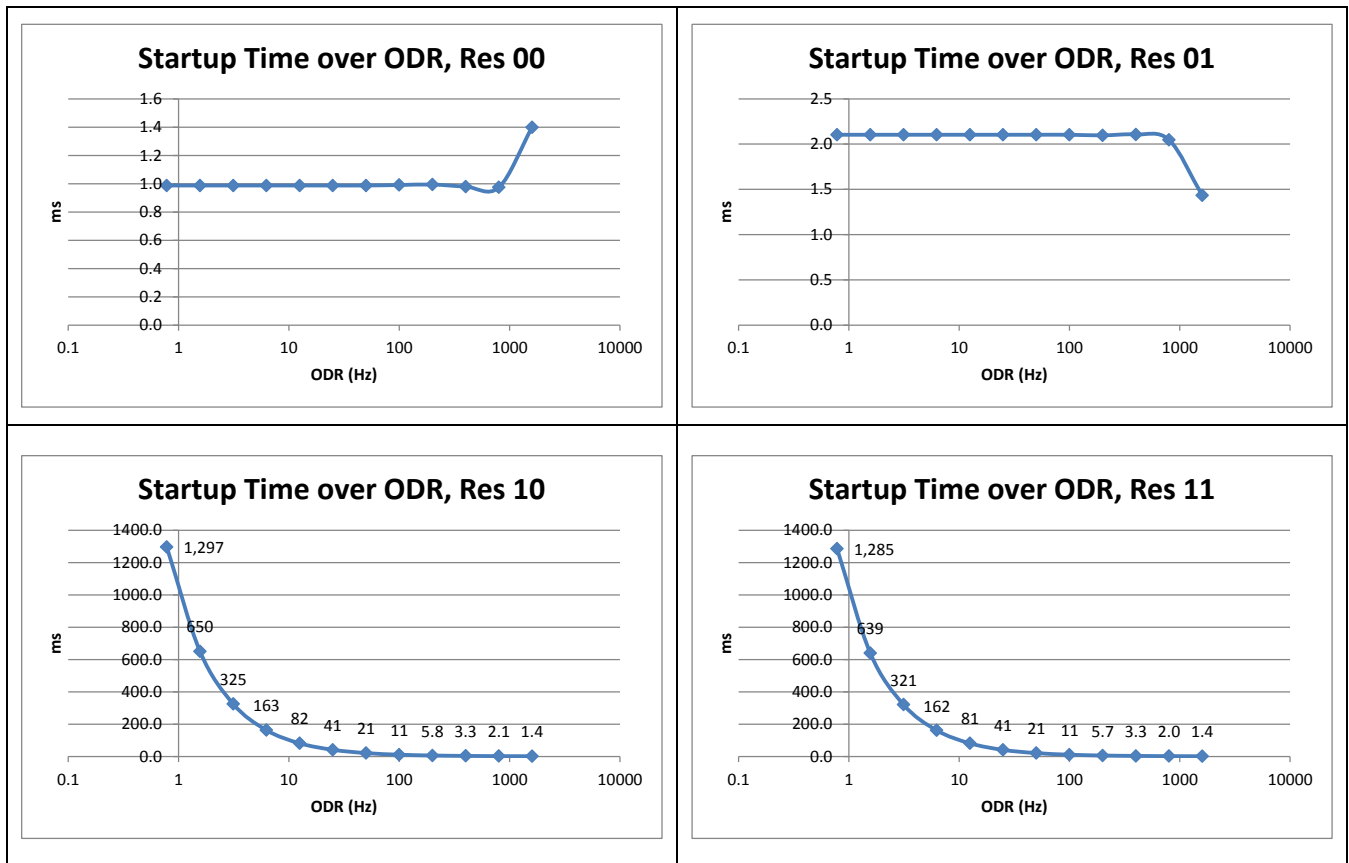 Startup Time over ODR, Res 00
1.6
1.4
1.2
1.0
0.8
0.6
0.4
0.2
0.0
ms
0.1 1 10 100 1000 10000
ODR (Hz)
Startup Time over ODR, Res 01
2.5
2.0
1.5
1.0
0.5
0.0
ms
0.1 1 10 100 1000 10000
ODR (Hz)
Startup Time over ODR, Res 10
1400.0
1200.0
1000.0
800.0
600.0
400.0
200.0
0.0
ms
1,297
650
325
163
82 41 21 11 5.8 3.3 2.1 1.4
0.1 1 10 100 1000 10000
ODR (Hz)
Startup Time over ODR, Res 11
1400.0
1200.0
1000.0
800.0
600.0
400.0
200.0
0.0
ms
1,285
639
321
162
81 41 21 11 5.7 3.3 2.0 1.4
0.1 1 10 100 1000 10000
ODR (Hz)